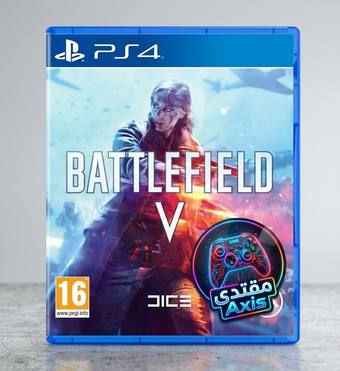 PS4
BATTLEFIELD
V
16
www.pegi.info
DICE
مقتدى
Axis